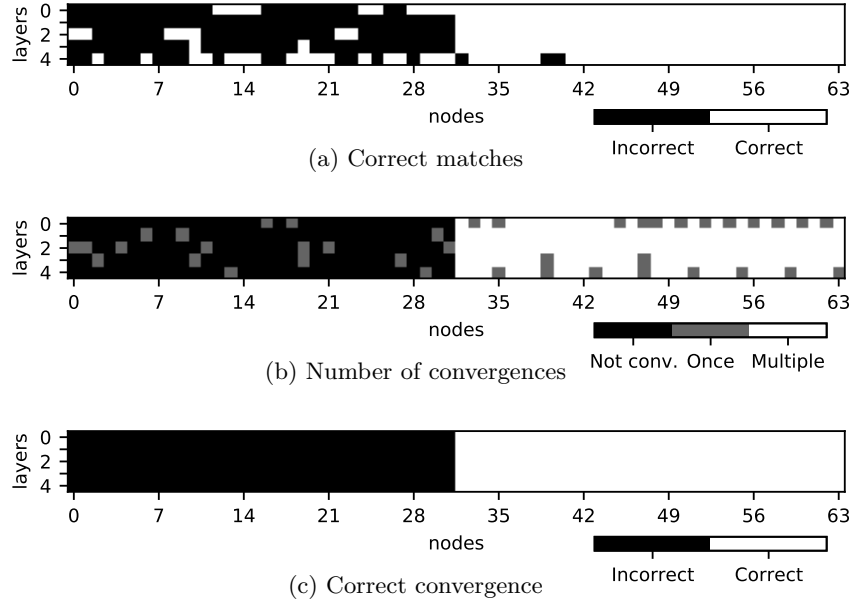 layers
0
2
4
0 7 14 21 28 35 42 49 56 63
nodes
Incorrect Correct
(a) Correct matches
layers
0
2
4
0 7 14 21 28 35 42 49 56 63
nodes
Not conv. Once Multiple
(b) Number of convergences
layers
0
2
4
0 7 14 21 28 35 42 49 56 63
nodes
Incorrect Correct
(c) Correct convergence